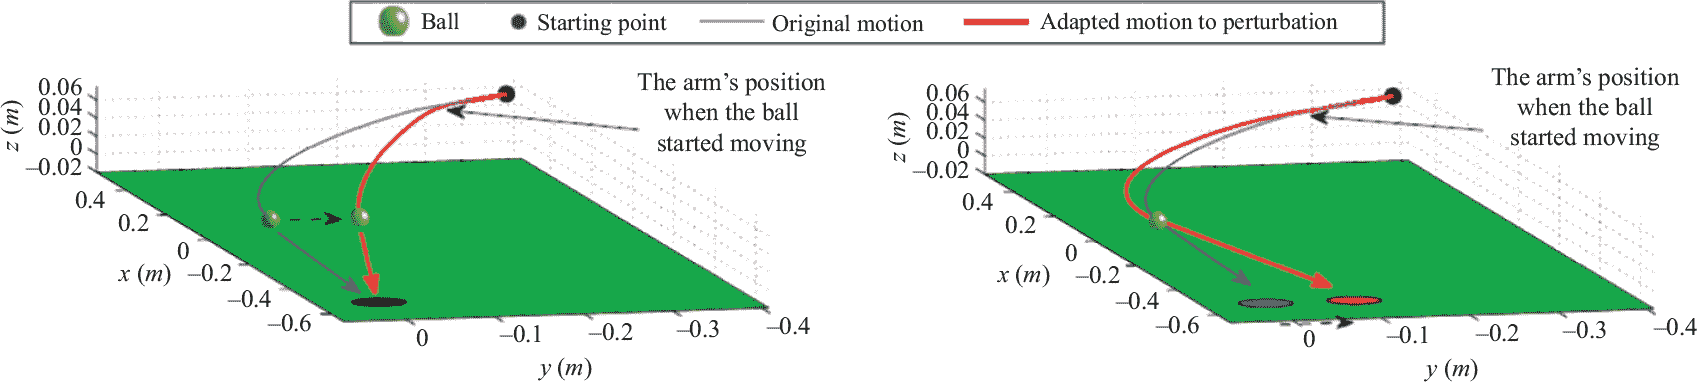 Ball Starting point Original motion Adapted motion to perturbation
The arm's position
when the ball
started moving
z (m)
0.06
0.04
0.02
0
–0.02
0.4
0.2
0
–0.2
–0.4
–0.6
x (m)
0
–0.1
–0.2
–0.3
–0.4
y (m)
The arm's position
when the ball
started moving
z (m)
0.06
0.04
0.02
0
–0.02
0.4
0.2
0
–0.2
–0.4
–0.6
x (m)
0
–0.1
–0.2
–0.3
–0.4
y (m)